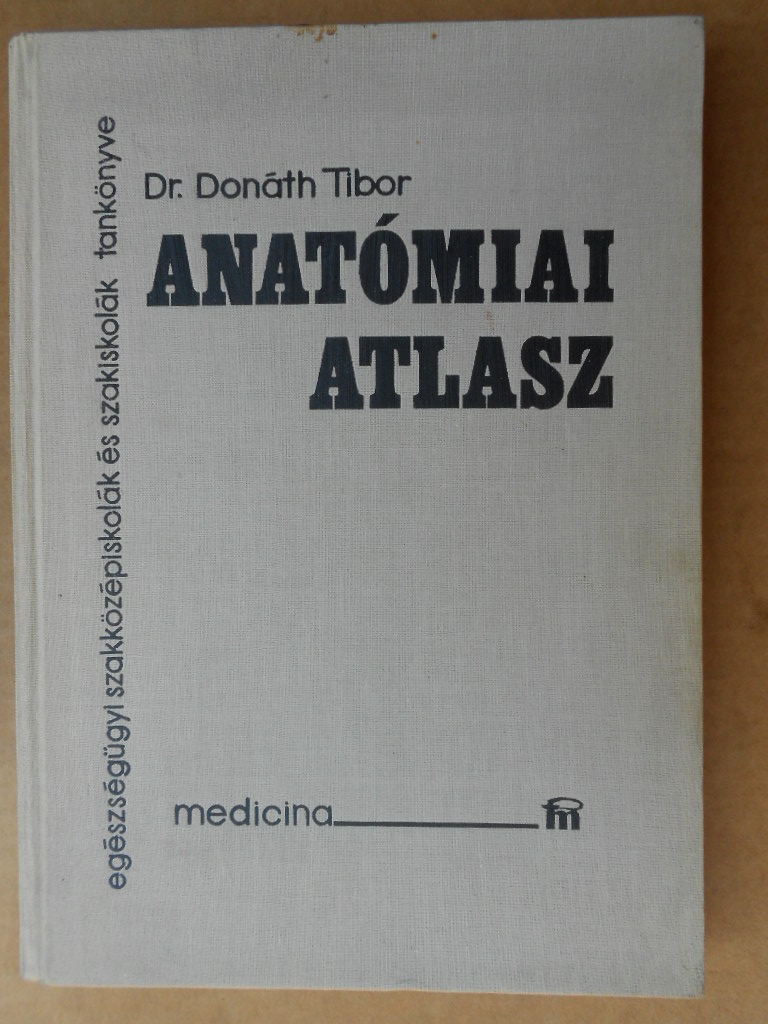 Dr. Donáth Tibor
ANATÓMIAI
ATLASZ
egészségügyi szakközépiskolák és szakiskolák tankönyve
medicina